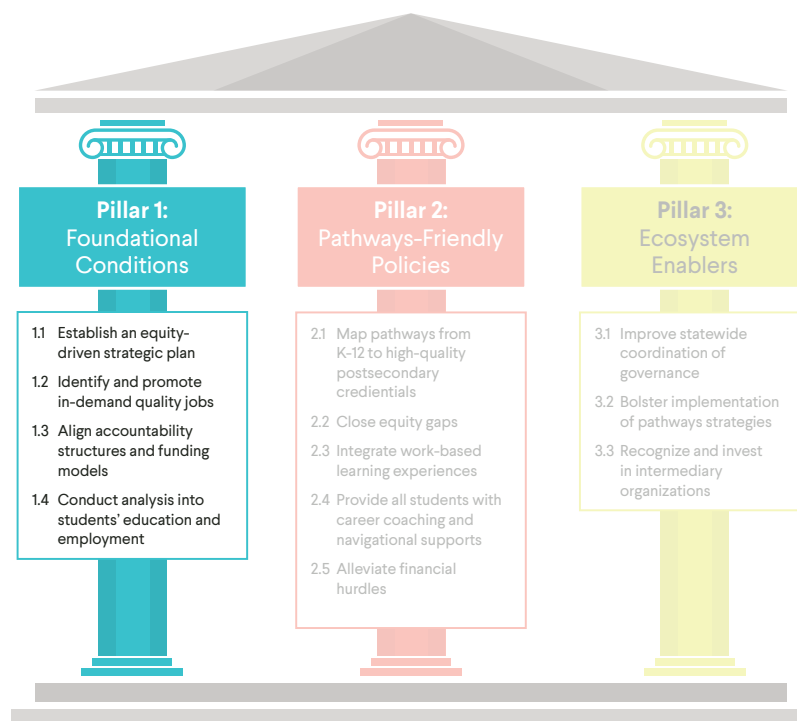 Pillar 1:
Foundational
Conditions
1.1 Establish an equity-
driven strategic plan
1.2 Identify and promote
in-demand quality jobs
1.3 Align accountability
structures and funding
models
1.4 Conduct analysis into
students’ education and
employment
Pillar 2:
Pathways-Friendly
Policies
2.1 Map pathways from
K-12 to high-quality
postsecondary
credentials
2.2 Close equity gaps
2.3 Integrate work-based
learning experiences
2.4 Provide all students with
career coaching and
navigational supports
2.5 Alleviate financial
hurdles
Pillar 3:
Ecosystem
Enablers
3.1 Improve statewide
coordination of
governance
3.2 Bolster implementation
of pathways strategies
3.3 Recognize and invest
in intermediary
organizations